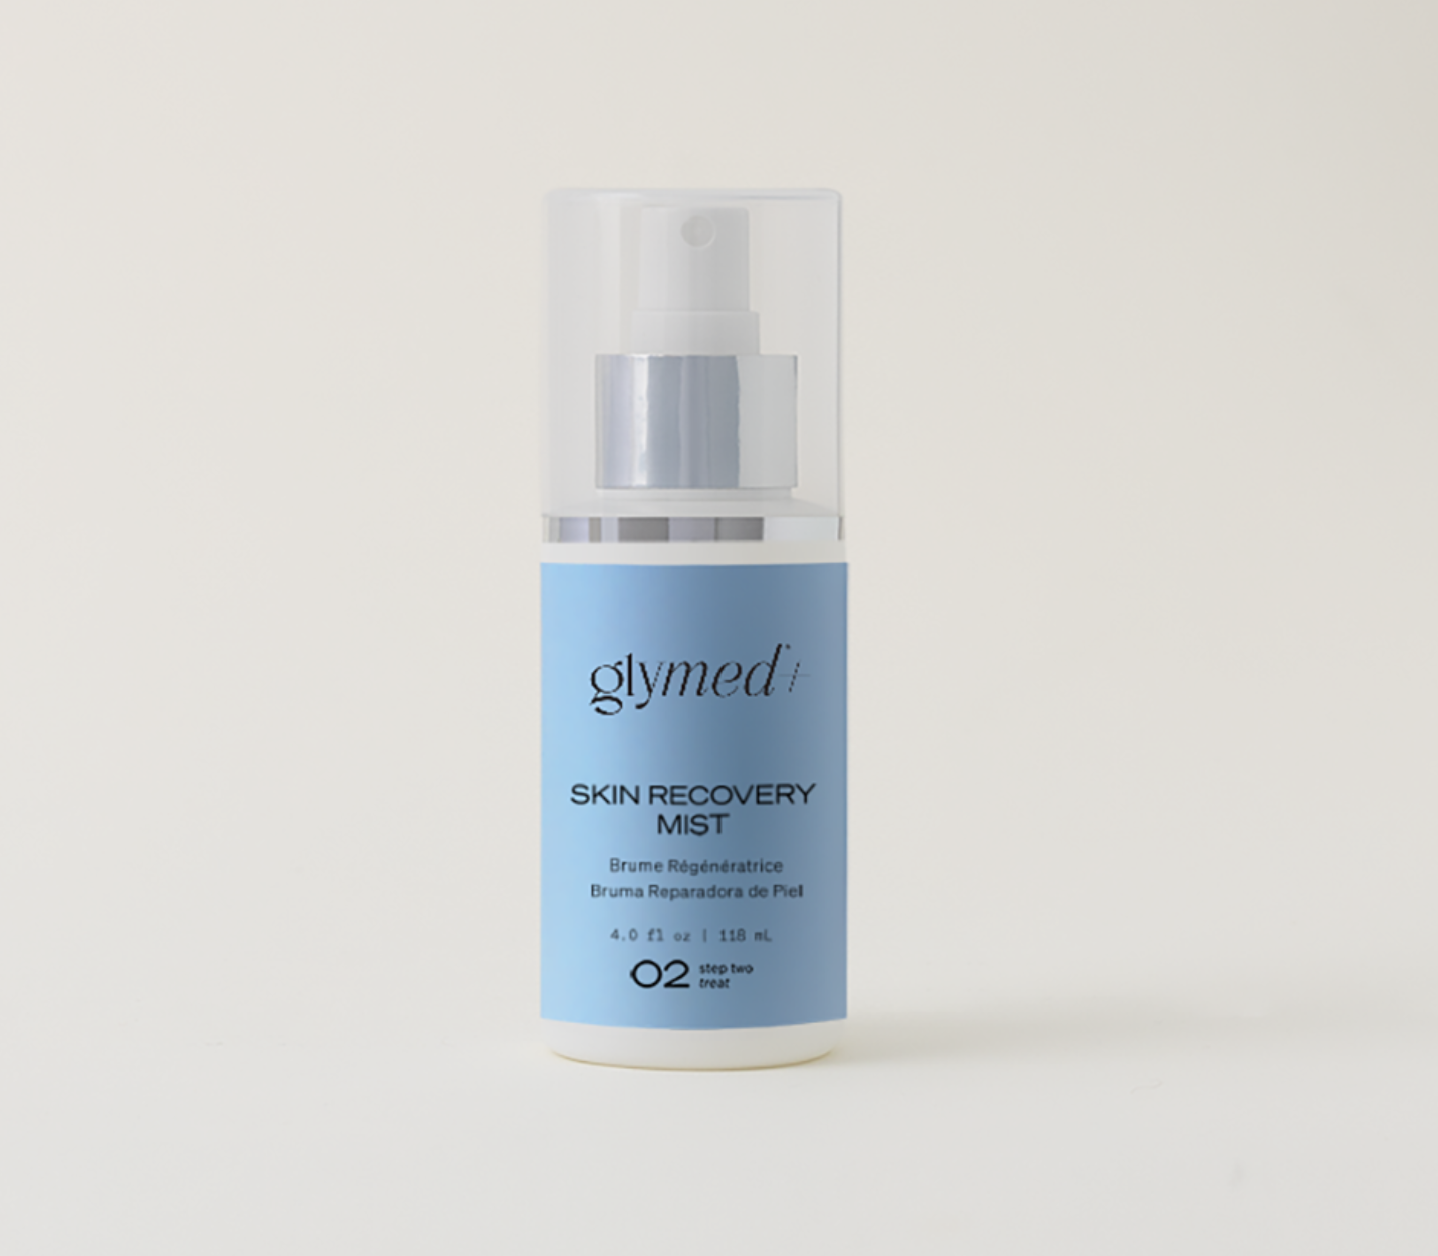 glymed+
SKIN RECOVERY
MIST
Brume Régénératrice
Bruma Reparadora de Piel
4.0 fl oz | 118 mL
02 step two
treat